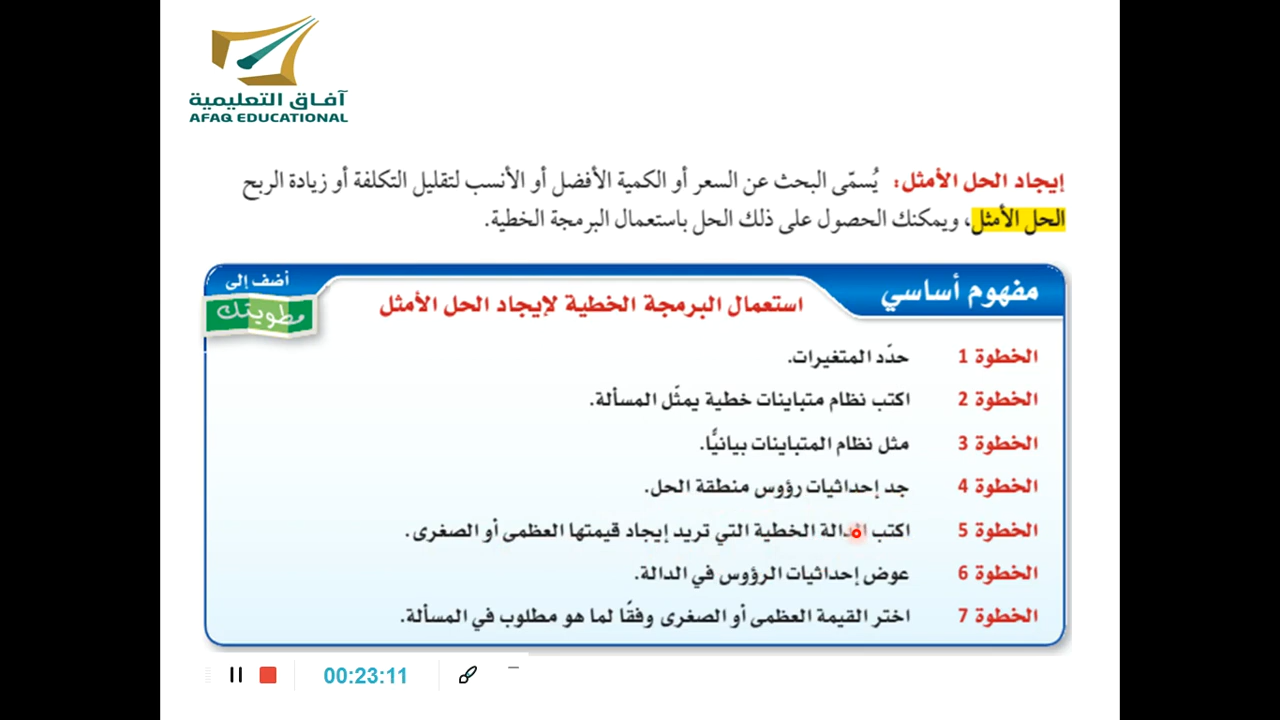 آفاق التعليمية
AFAQ EDUCATIONAL
إيجاد الحل الأمثل: يُسمّى البحث عن السعر أو الكمية الأفضل أو الأنسب لتقليل التكلفة أو زيادة الربح
الحل الأمثل، ويمكنك الحصول على ذلك الحل باستعمال البرمجة الخطية.
مفهوم أساسي
استعمال البرمجة الخطية لإيجاد الحل الأمثل
أضف إلى
مطويتك
الخطوة 1 حدّد المتغيرات.
الخطوة 2 اكتب نظام متباينات خطية يمثّل المسألة.
الخطوة 3 مثل نظام المتباينات بيانيًّا.
الخطوة 4 جد إحداثيات رؤوس منطقة الحل.
الخطوة 5 اكتب الدالة الخطية التي تريد إيجاد قيمتها العظمى أو الصغرى.
الخطوة 6 عوض إحداثيات الرؤوس في الدالة.
الخطوة 7 اختر القيمة العظمى أو الصغرى وفقًا لما هو مطلوب في المسألة.
00:23:11